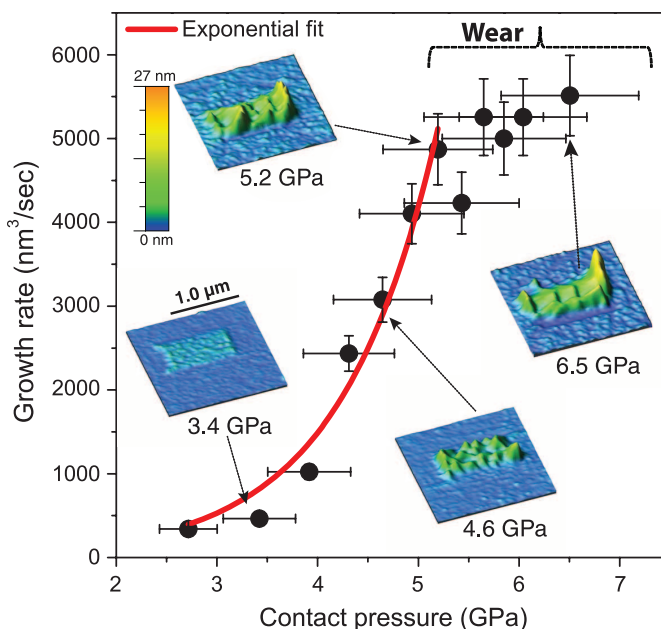 Exponential fit
Wear
27 nm
0 nm
5.2 GPa
1.0 μm
3.4 GPa
6.5 GPa
4.6 GPa
6000
5000
4000
3000
2000
1000
0
Growth rate (nm³/sec)
2 3 4 5 6 7
Contact pressure (GPa)